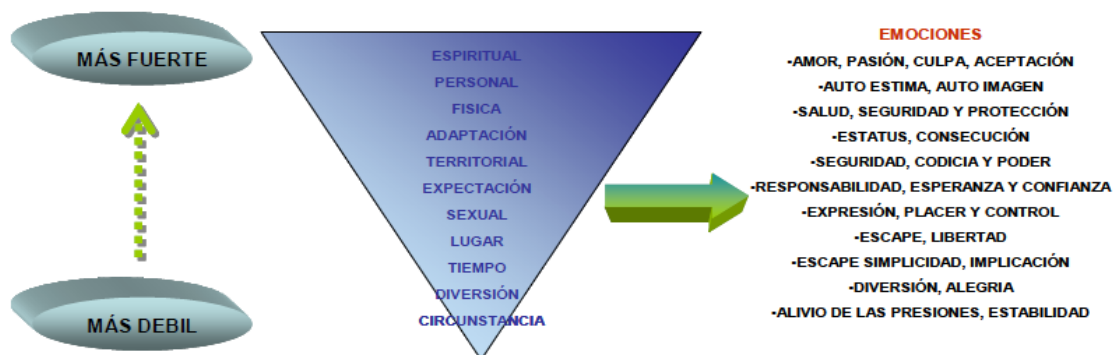 MÁS FUERTE
MÁS DEBIL
ESPIRITUAL
PERSONAL
FISICA
ADAPTACIÓN
TERRITORIAL
EXPECTACIÓN
SEXUAL
LUGAR
TIEMPO
DIVERSIÓN
CIRCUNSTANCIA
EMOCIONES
-AMOR, PASIÓN, CULPA, ACEPTACIÓN
-AUTO ESTIMA, AUTO IMAGEN
-SALUD, SEGURIDAD Y PROTECCIÓN
-ESTATUS, CONSECUCIÓN
-SEGURIDAD, CODICIA Y PODER
-RESPONSABILIDAD, ESPERANZA Y CONFIANZA
-EXPRESIÓN, PLACER Y CONTROL
-ESCAPE, LIBERTAD
-ESCAPE SIMPLICIDAD, IMPLICACIÓN
-DIVERSIÓN, ALEGRIA
-ALIVIO DE LAS PRESIONES, ESTABILIDAD